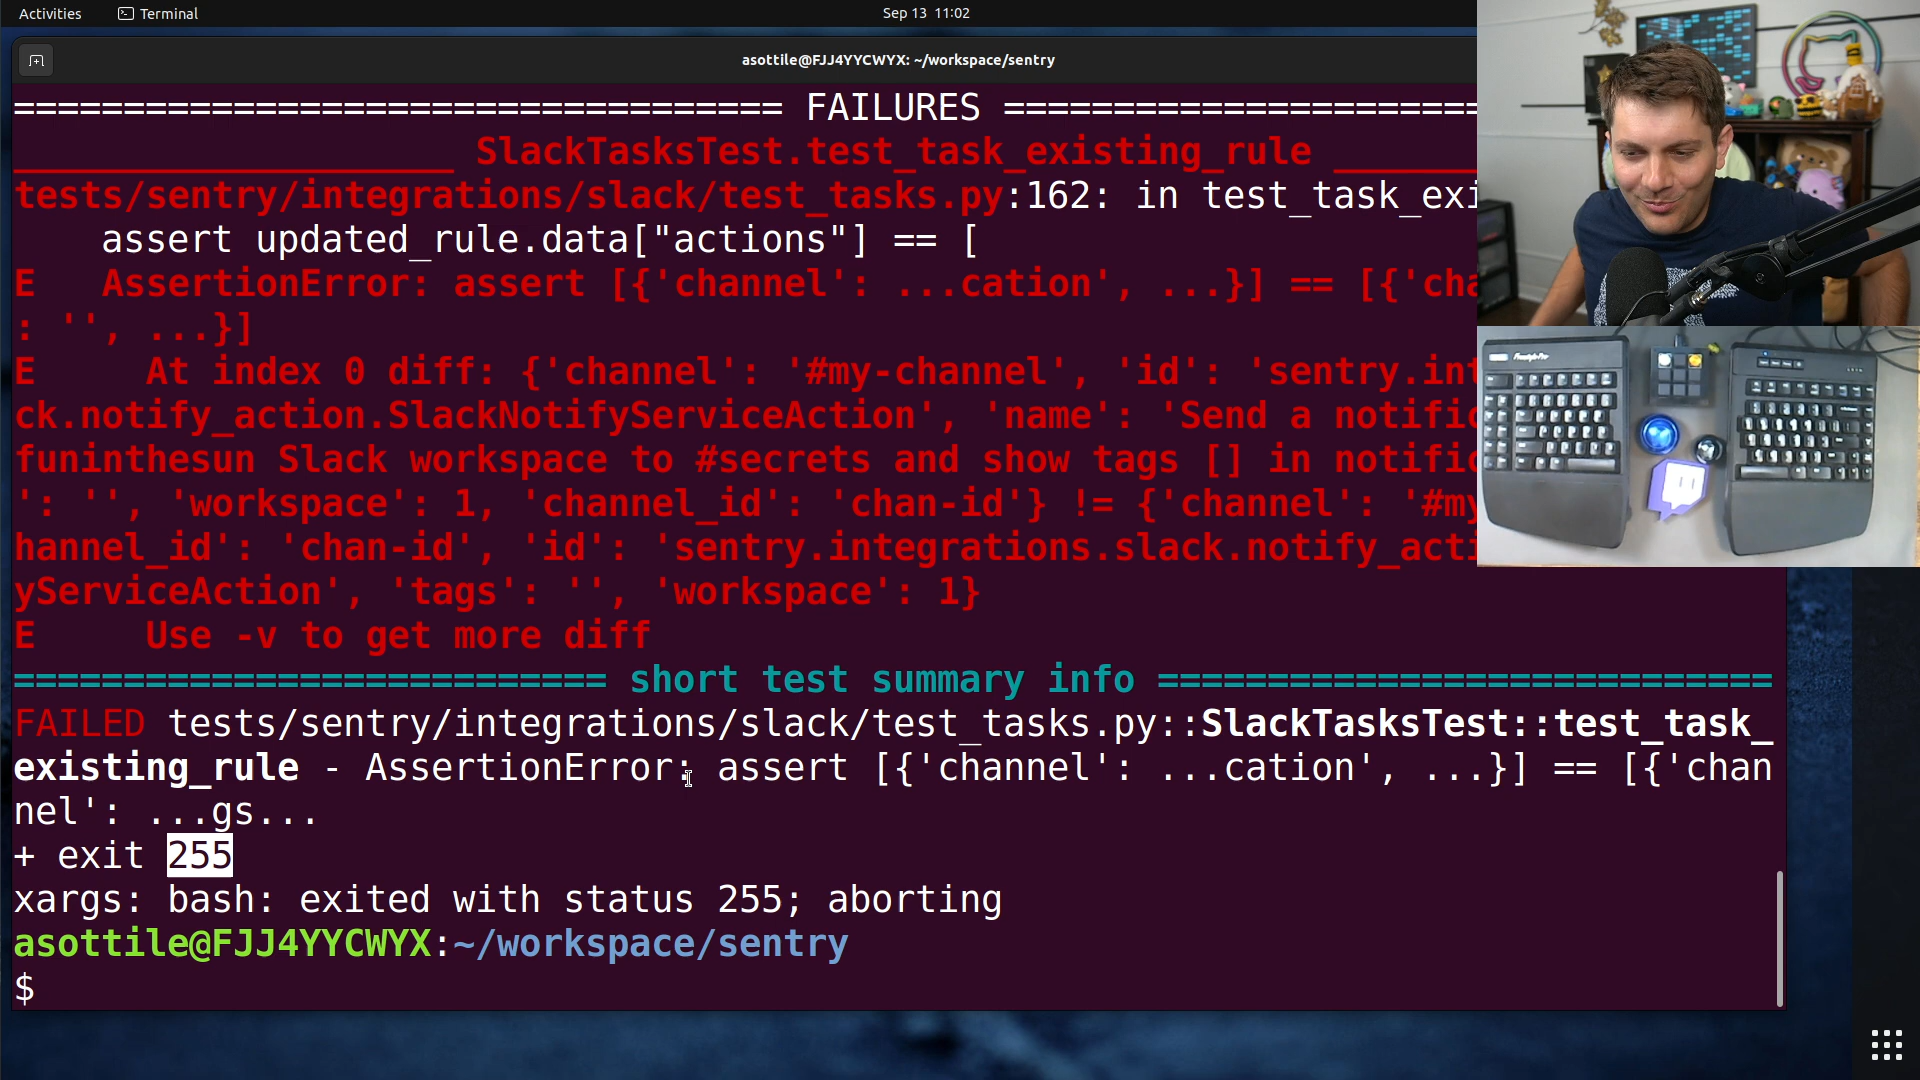 Activities Terminal Sep 13 11:02
asottile@FJJ4YYCWYX: ~/workspace/sentry
=================================== FAILURES ===========================
____________________ SlackTasksTest.test_task_existing_rule _______
tests/sentry/integrations/slack/test_tasks.py:162: in test_task_exi
    assert updated_rule.data["actions"] == [
E   AssertionError: assert [{'channel': ...cation', ...}] == [{'cha
: '', ...}]
E     At index 0 diff: {'channel': '#my-channel', 'id': 'sentry.int
ck.notify_action.SlackNotifyServiceAction', 'name': 'Send a notific
funinthesun Slack workspace to #secrets and show tags [] in notific
': '', 'workspace': 1, 'channel_id': 'chan-id'} != {'channel': '#my
hannel_id': 'chan-id', 'id': 'sentry.integrations.slack.notify_acti
yServiceAction', 'tags': '', 'workspace': 1}
E     Use -v to get more diff
=========================== short test summary info ============================
FAILED tests/sentry/integrations/slack/test_tasks.py::SlackTasksTest::test_task_
existing_rule - AssertionError: assert [{'channel': ...cation', ...}] == [{'chan
nel': ...gs...
+ exit 255
xargs: bash: exited with status 255; aborting
asottile@FJJ4YYCWYX:~/workspace/sentry
$